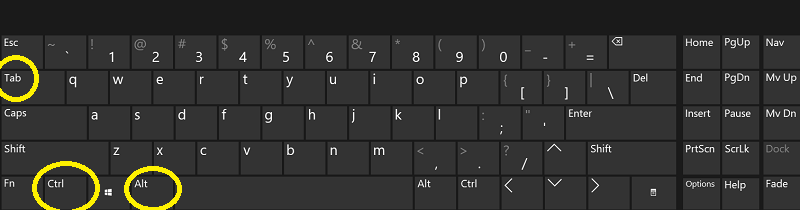 Esc ~ ` ! 1 @ 2 # 3 $ 4 % 5 ^ 6 & 7 * 8 ( 9 ) 0 _ - + = Home PgUp Nav
Tab q w e r t y u i o p { [ } ] | \ Del End PgDn Mv Up
Caps a s d f g h j k l : ; " ' Enter Insert Pause Mv Dn
Shift z x c v b n m < , > . ? / Shift PrtScn ScrLk Dock
Fn Ctrl Alt Alt Ctrl Options Help Fade